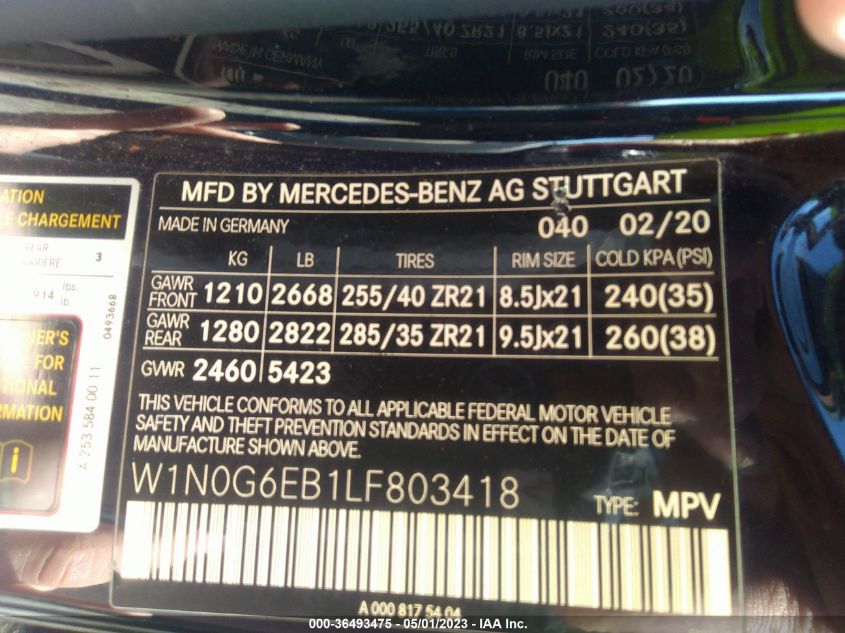 MFD BY MERCEDES-BENZ AG STUTTGART
MADE IN GERMANY 040 02/20
KG LB TIRES RIM SIZE COLD KPA (PSI)
GAWR FRONT 1210 2668 255/40 ZR21 8.5Jx21 240(35)
GAWR REAR 1280 2822 285/35 ZR21 9.5Jx21 260(38)
GVWR 2460 5423
THIS VEHICLE CONFORMS TO ALL APPLICABLE FEDERAL MOTOR VEHICLE
SAFETY AND THEFT PREVENTION STANDARDS IN EFFECT ON THE DATE OF
MANUFACTURE SHOWN ABOVE.
W1N0G6EB1LF803418 TYPE: MPV
A 000 817 54 04
CHARGEMENT
REAR 3
lbs.
914 lb.
0493668
FOR
A 253 584 00 11
i
000-36493475 - 05/01/2023 - IAA Inc.